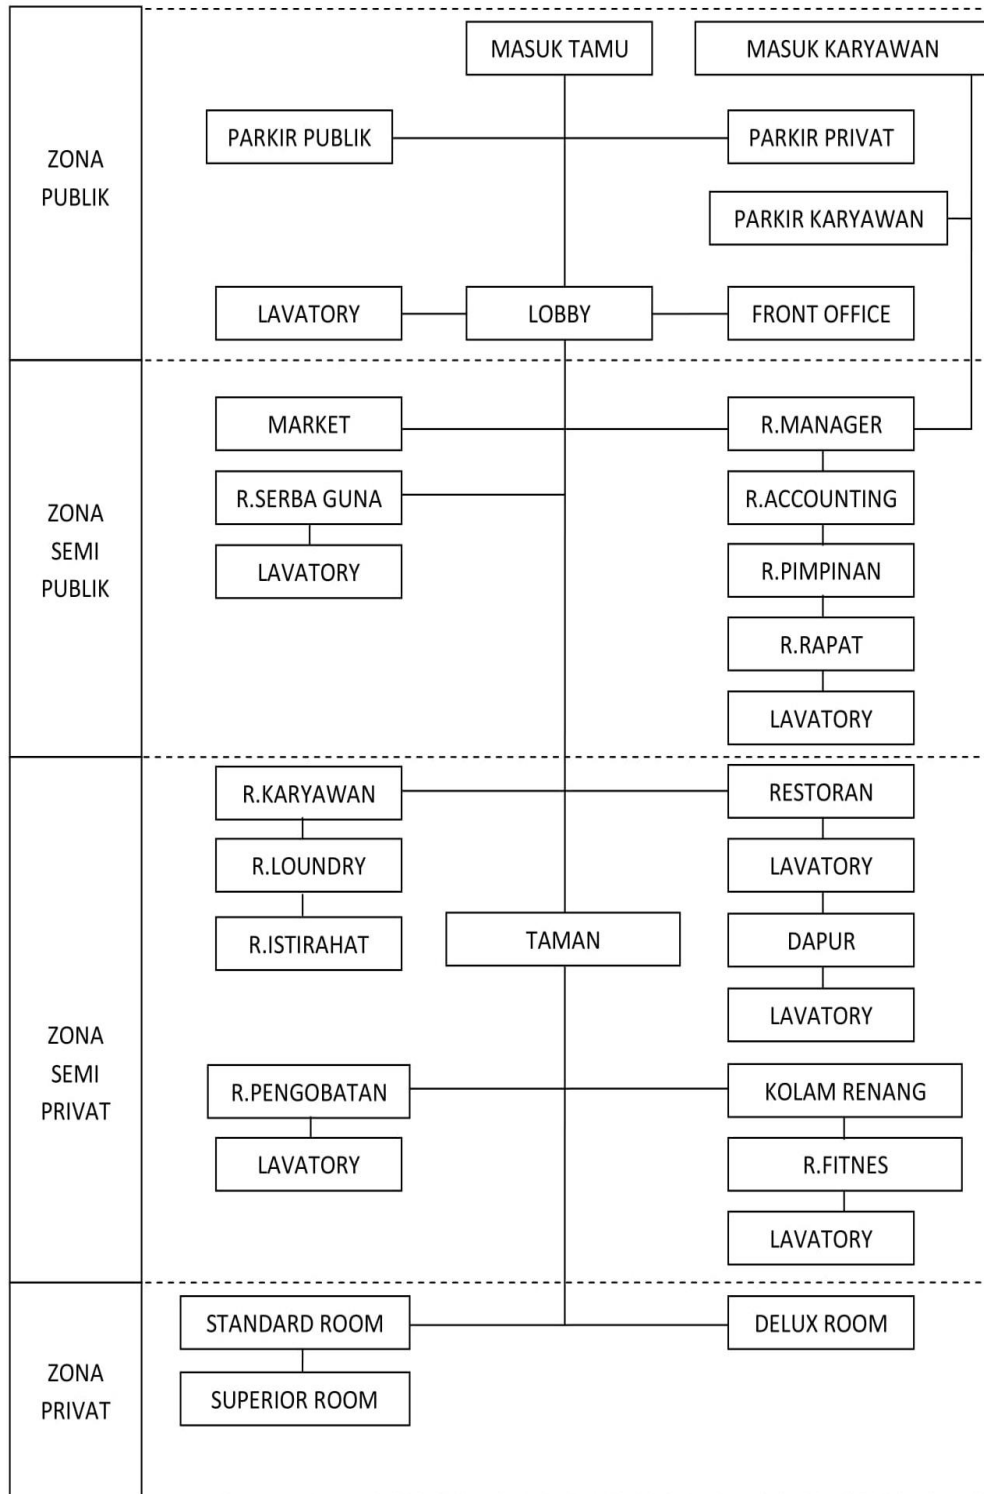 ZONA
PUBLIK
MASUK TAMU
MASUK KARYAWAN
PARKIR PUBLIK
PARKIR PRIVAT
PARKIR KARYAWAN
LAVATORY
LOBBY
FRONT OFFICE
ZONA
SEMI
PUBLIK
MARKET
R.MANAGER
R.SERBA GUNA
R.ACCOUNTING
LAVATORY
R.PIMPINAN
R.RAPAT
LAVATORY
ZONA
SEMI
PRIVAT
R.KARYAWAN
RESTORAN
R.LOUNDRY
LAVATORY
R.ISTIRAHAT
TAMAN
DAPUR
LAVATORY
R.PENGOBATAN
KOLAM RENANG
LAVATORY
R.FITNES
LAVATORY
ZONA
PRIVAT
STANDARD ROOM
DELUX ROOM
SUPERIOR ROOM